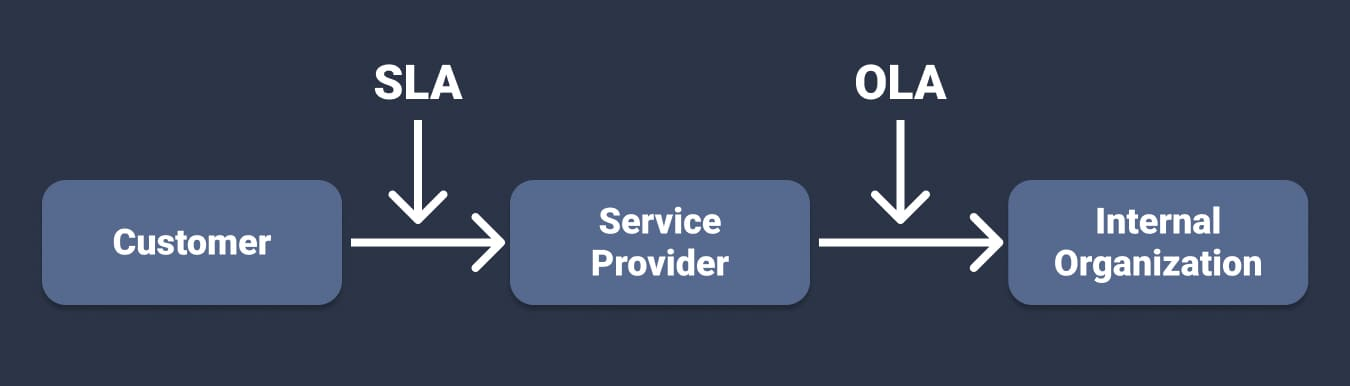 SLA
OLA
Customer
Service
Provider
Internal
Organization